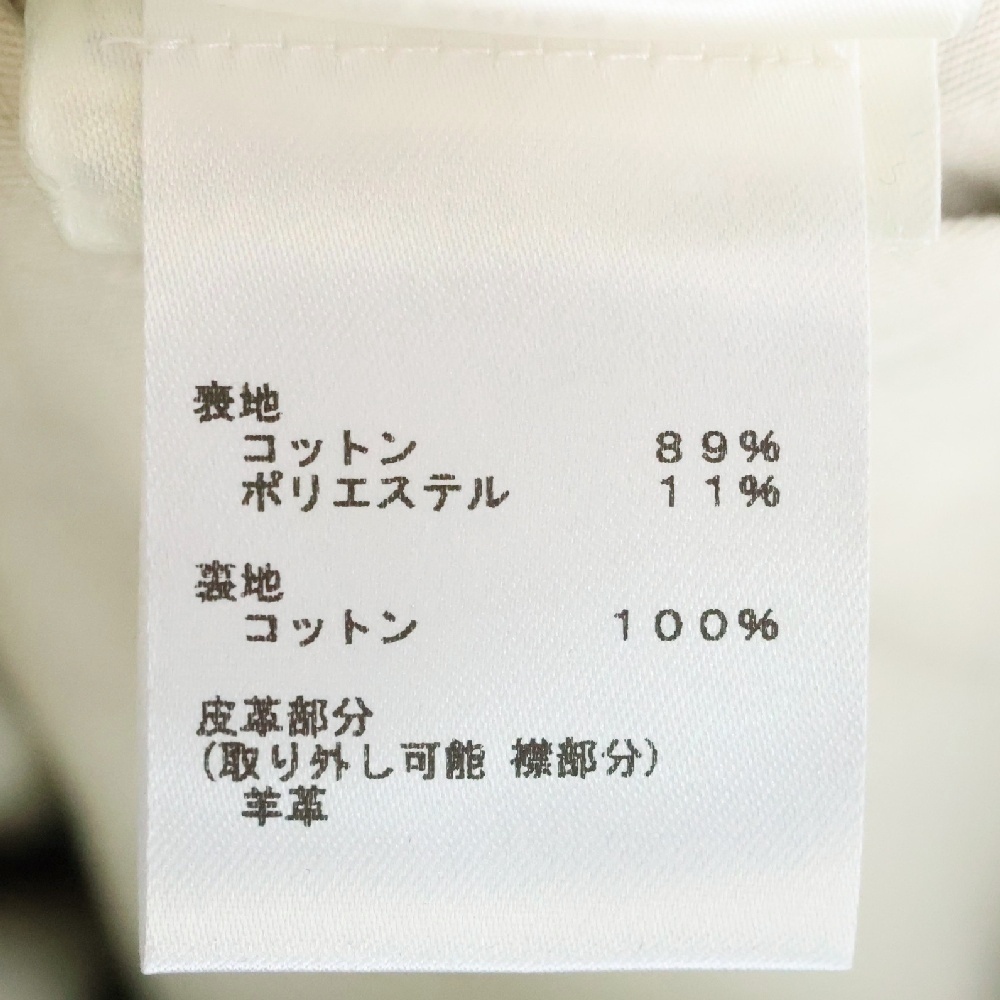 表地
コットン 89%
ポリエステル 11%
裏地
コットン 100%
皮革部分
(取り外し可能 襟部分)
羊革